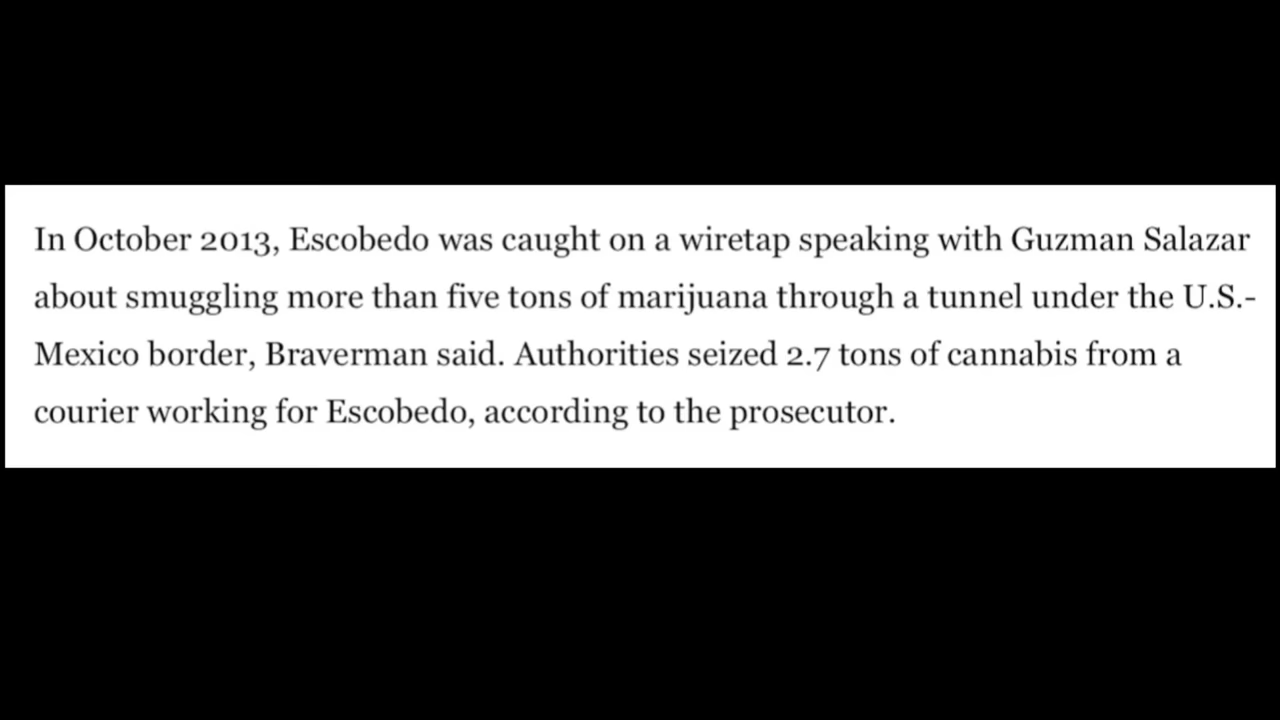 In October 2013, Escobedo was caught on a wiretap speaking with Guzman Salazar
about smuggling more than five tons of marijuana through a tunnel under the U.S.-
Mexico border, Braverman said. Authorities seized 2.7 tons of cannabis from a
courier working for Escobedo, according to the prosecutor.